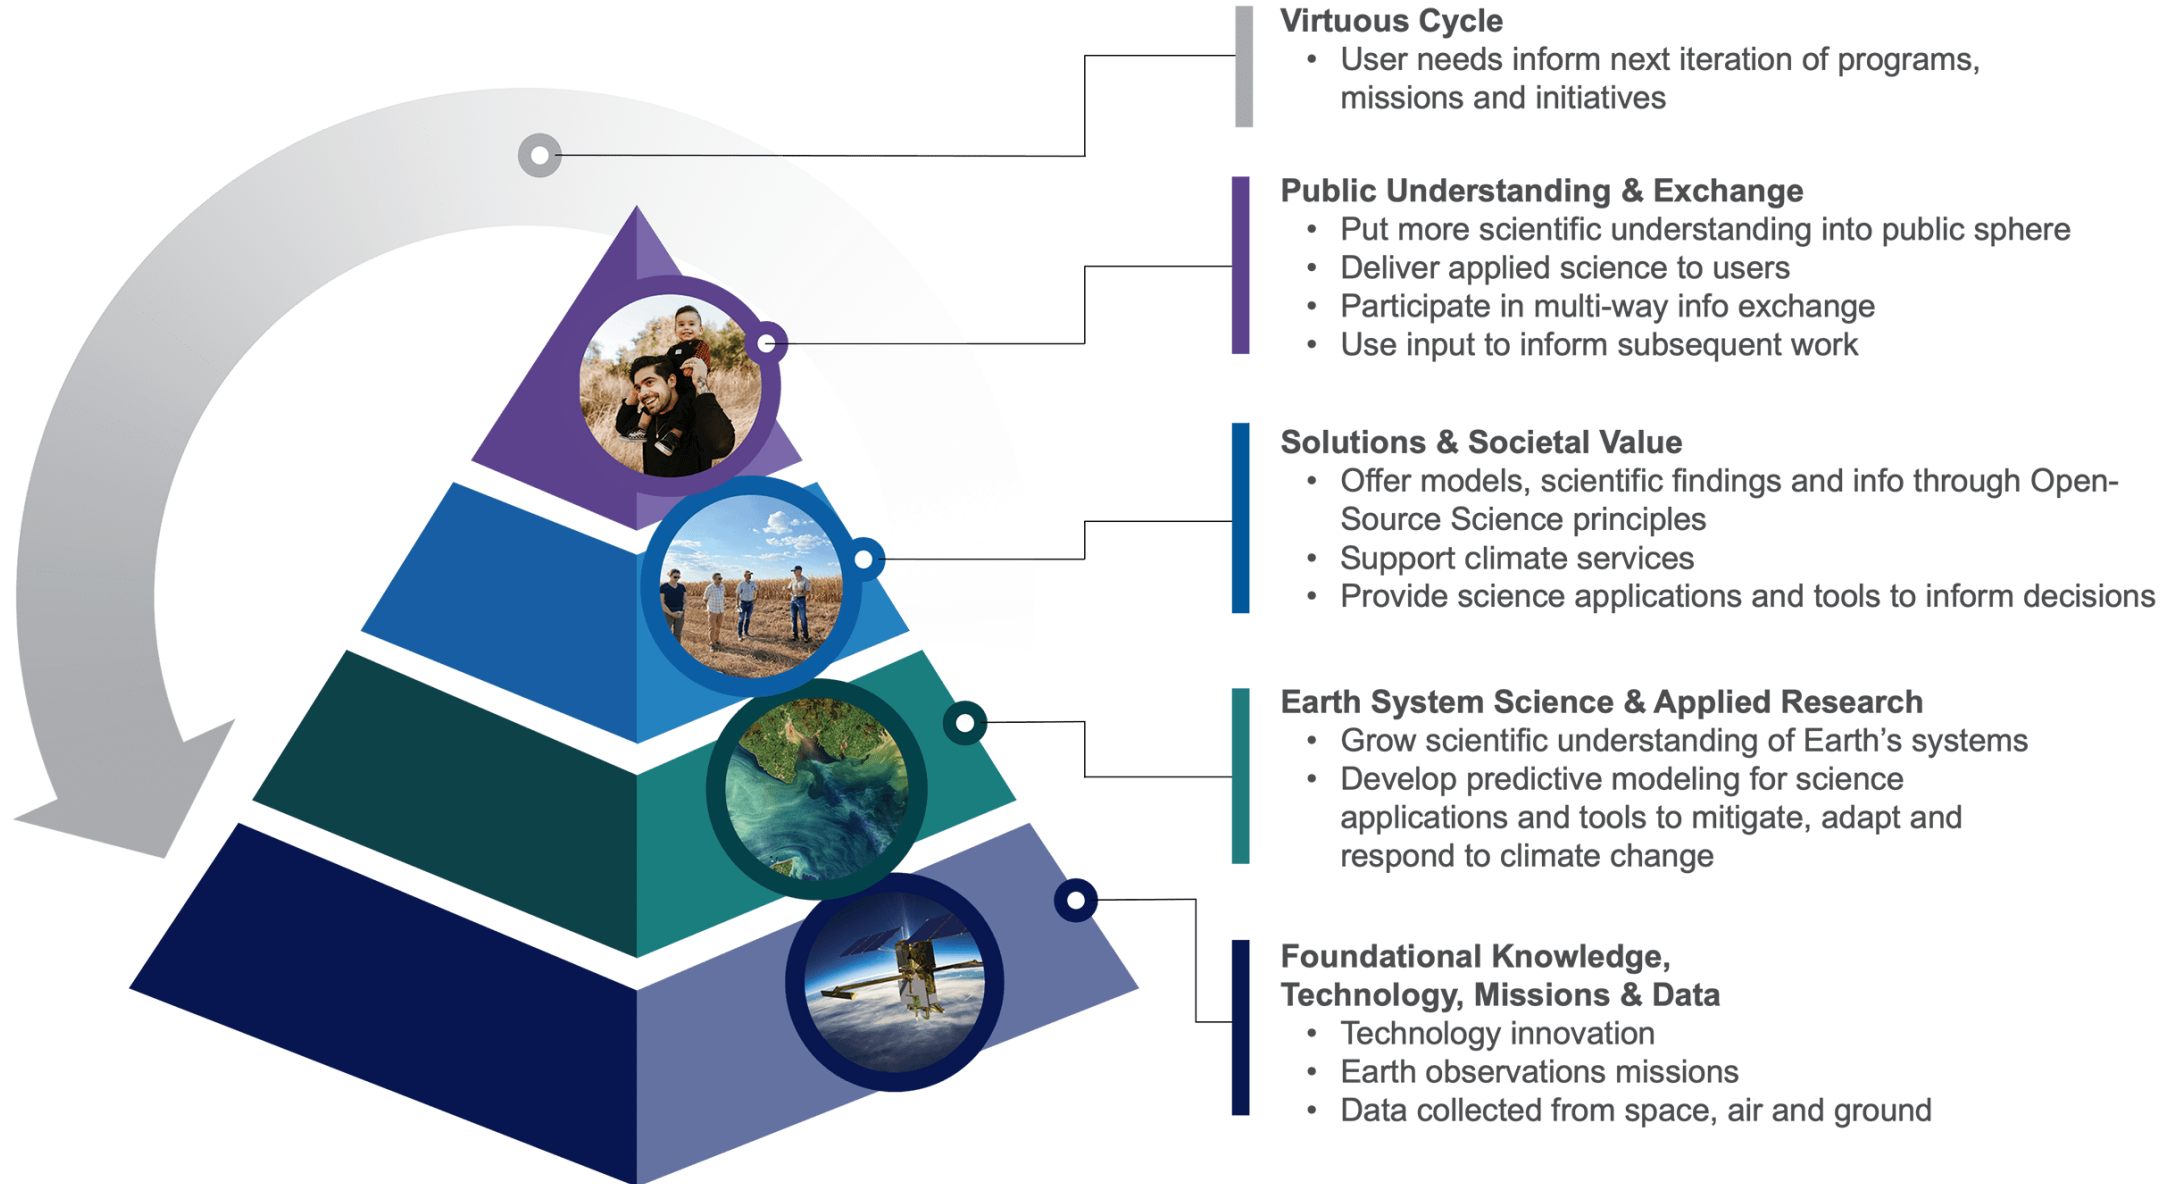 Virtuous Cycle
• User needs inform next iteration of programs,
missions and initiatives
Public Understanding & Exchange
• Put more scientific understanding into public sphere
• Deliver applied science to users
• Participate in multi-way info exchange
• Use input to inform subsequent work
Solutions & Societal Value
• Offer models, scientific findings and info through Open-
Source Science principles
• Support climate services
• Provide science applications and tools to inform decisions
Earth System Science & Applied Research
• Grow scientific understanding of Earth’s systems
• Develop predictive modeling for science
applications and tools to mitigate, adapt and
respond to climate change
Foundational Knowledge,
Technology, Missions & Data
• Technology innovation
• Earth observations missions
• Data collected from space, air and ground